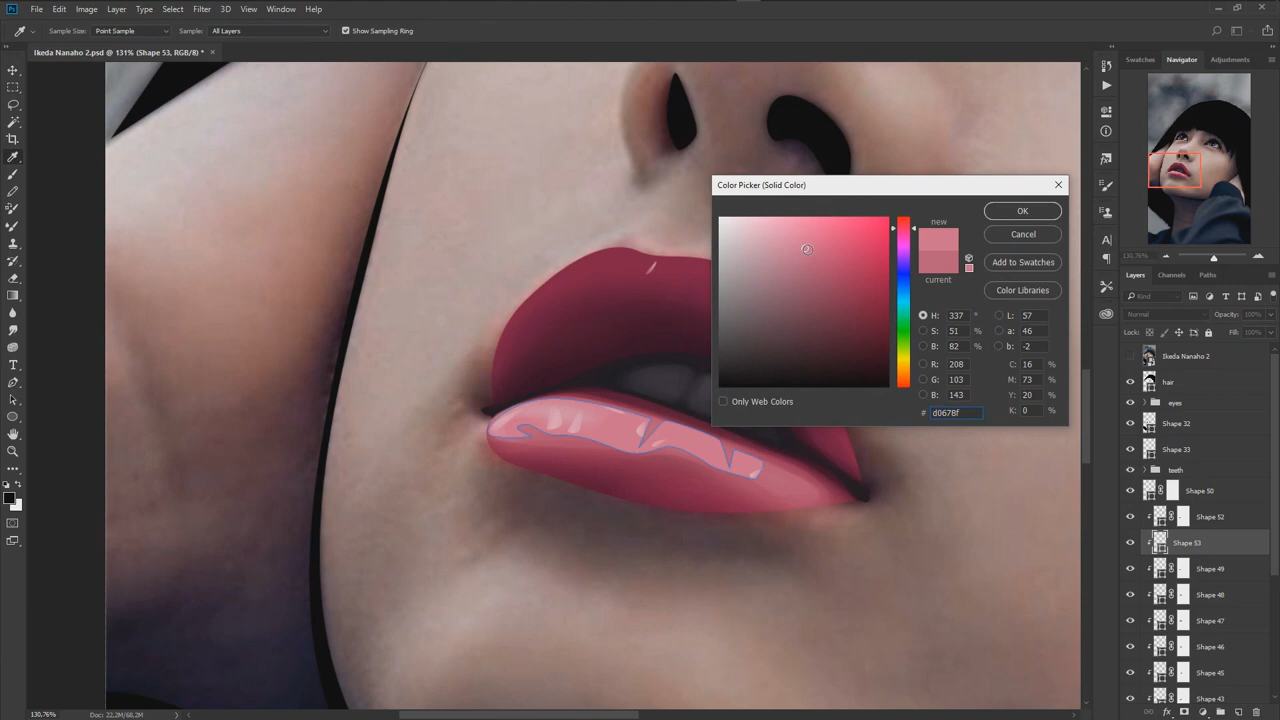 Ps File Edit Image Layer Type Select Filter 3D View Window Help
Sample Size: Point Sample Sample: All Layers Show Sampling Ring
Ikeda Nanaho 2.psd @ 131% (Shape 53, RGB/8) * ×
Swatches Navigator Adjustments
130,76%
Layers Channels Paths
Kind
Normal Opacity: 100%
Lock: Fill: 100%
Ikeda Nanaho 2
hair
eyes
Shape 32
Shape 33
teeth
Shape 50
Shape 52
Shape 53
Shape 49
Shape 48
Shape 47
Shape 46
Shape 45
Shape 43
fx
Color Picker (Solid Color)
new
current
OK
Cancel
Add to Swatches
Color Libraries
H: 337 ° L: 57
S: 51 % a: 46
B: 82 % b: -2
R: 208 C: 16 %
G: 103 M: 73 %
B: 143 Y: 20 %
# d0678f K: 0 %
Only Web Colors
130,76% Doc: 22,2M/68,2M